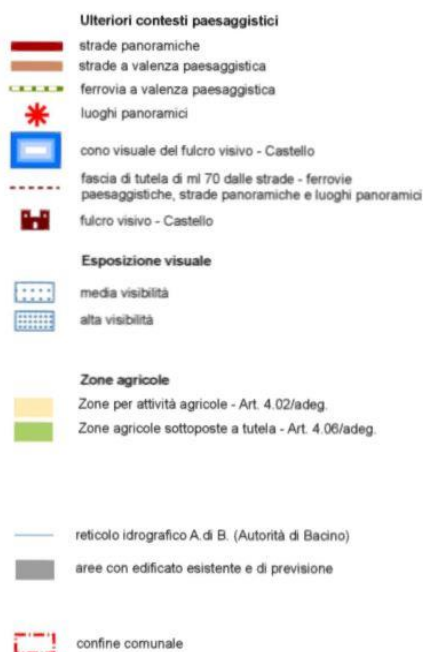 Ulteriori contesti paesaggistici
strade panoramiche
strade a valenza paesaggistica
ferrovia a valenza paesaggistica
luoghi panoramici
cono visuale del fulcro visivo - Castello
fascia di tutela di ml 70 dalle strade - ferrovie
paesaggistiche, strade panoramiche e luoghi panoramici
fulcro visivo - Castello
Esposizione visuale
media visibilità
alta visibilità
Zone agricole
Zone per attività agricole - Art. 4.02/adeg.
Zone agricole sottoposte a tutela - Art. 4.06/adeg.
reticolo idrografico A.di B. (Autorità di Bacino)
aree con edificato esistente e di previsione
confine comunale